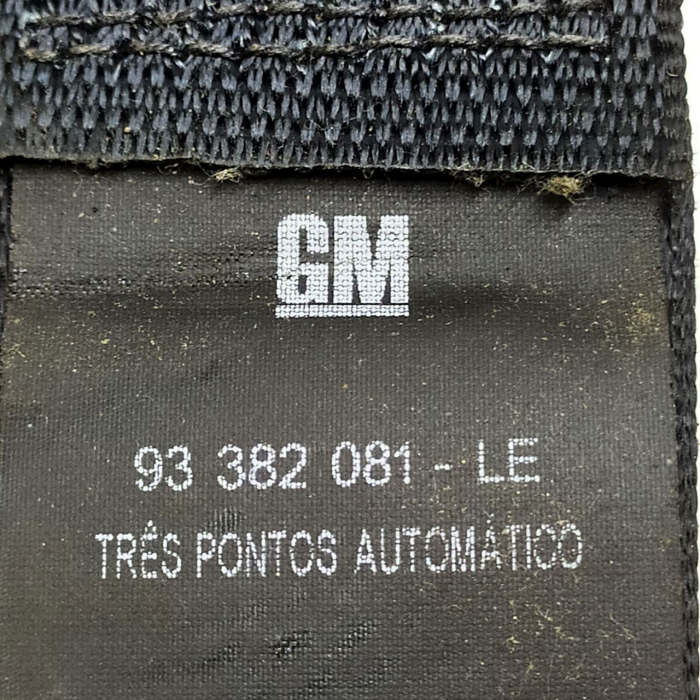 GM
93 382 081 - LE
TRÊS PONTOS AUTOMÁTICO